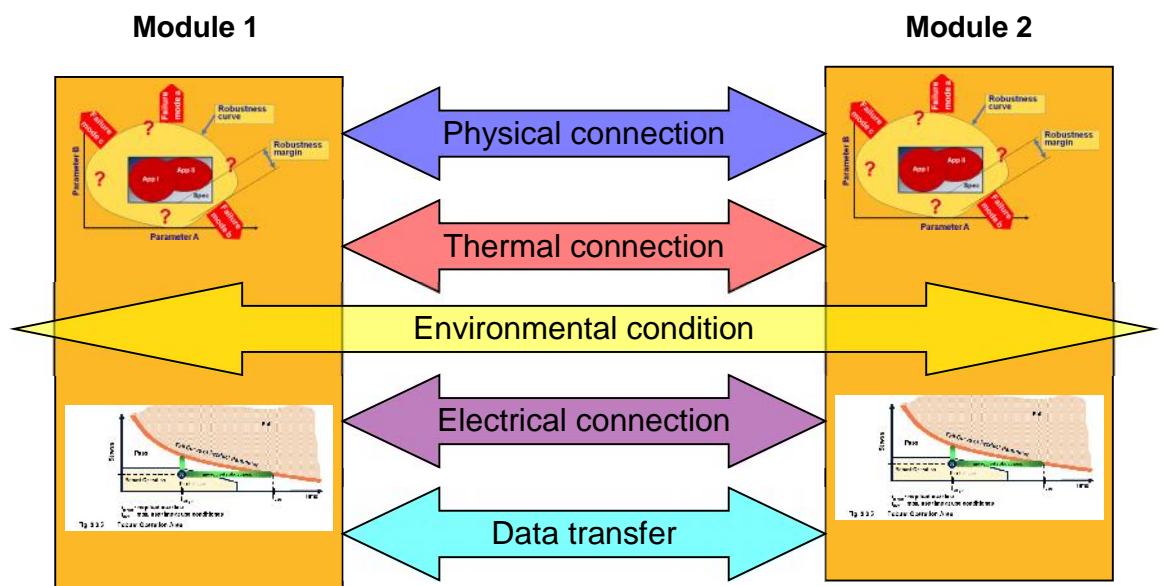 Module 1
Module 2
Failure
mode a
Failure
mode c
Robustness
curve
Robustness
margin
?
?
?
?
App I
App II
Spec
Parameter B
Parameter A
Failure
mode b
Failure
mode a
Failure
mode c
Robustness
curve
Robustness
margin
?
?
?
?
App I
App II
Spec
Parameter B
Parameter A
Failure
mode b
Physical connection
Thermal connection
Environmental condition
Electrical connection
Data transfer
Stress
Pass
Time
Stress
Pass
Time